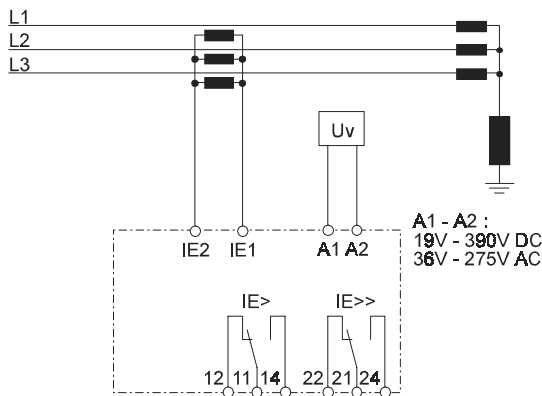 L1
L2
L3
Uv
IE2 IE1 A1 A2
A1 - A2 :
19V - 390V DC
36V - 275V AC
IE> IE>>
12 11 14 22 21 24